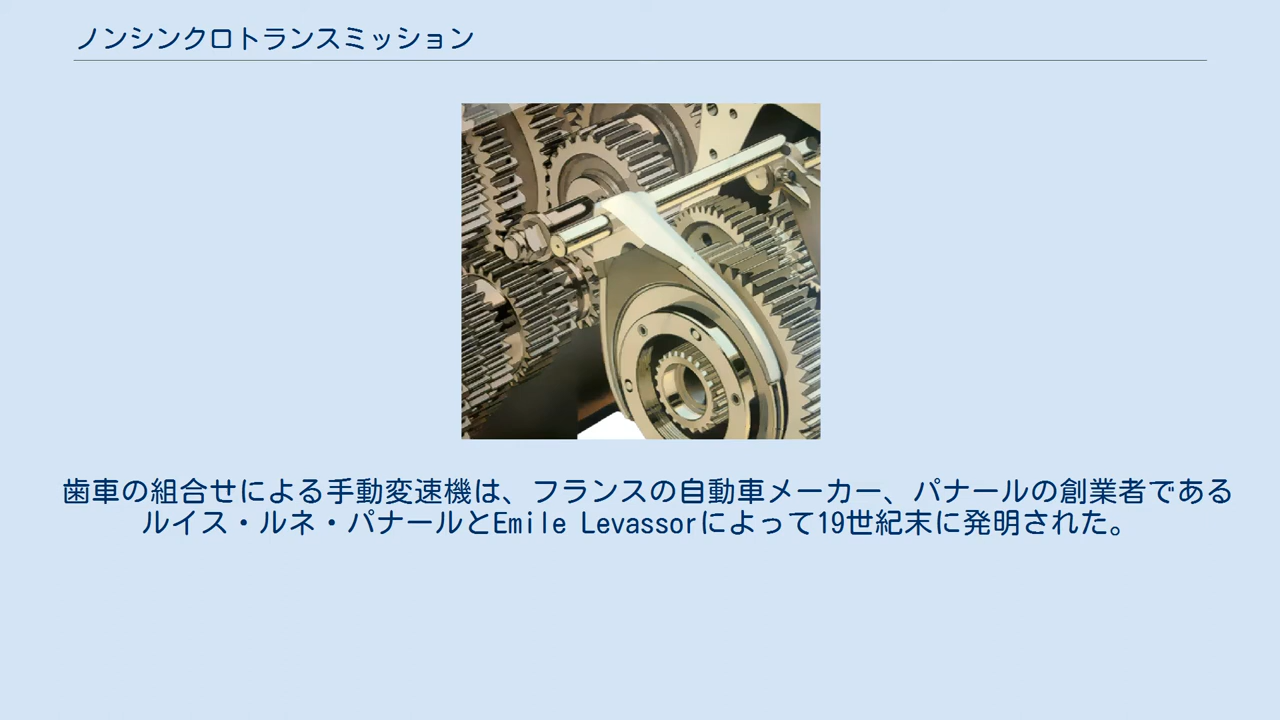 ノンシンクロトランスミッション
歯車の組合せによる手動変速機は、フランスの自動車メーカー、パナールの創業者である
ルイス・ルネ・パナールとEmile Levassorによって19世紀末に発明された。